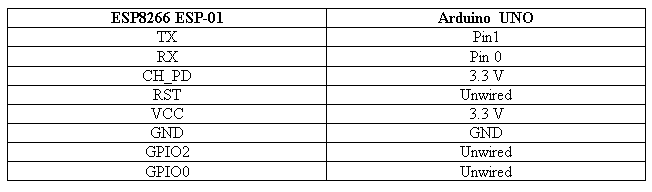 ESP8266 ESP-01 Arduino UNO
TX Pin1
RX Pin 0
CH_PD 3.3 V
RST Unwired
VCC 3.3 V
GND GND
GPIO2 Unwired
GPIO0 Unwired